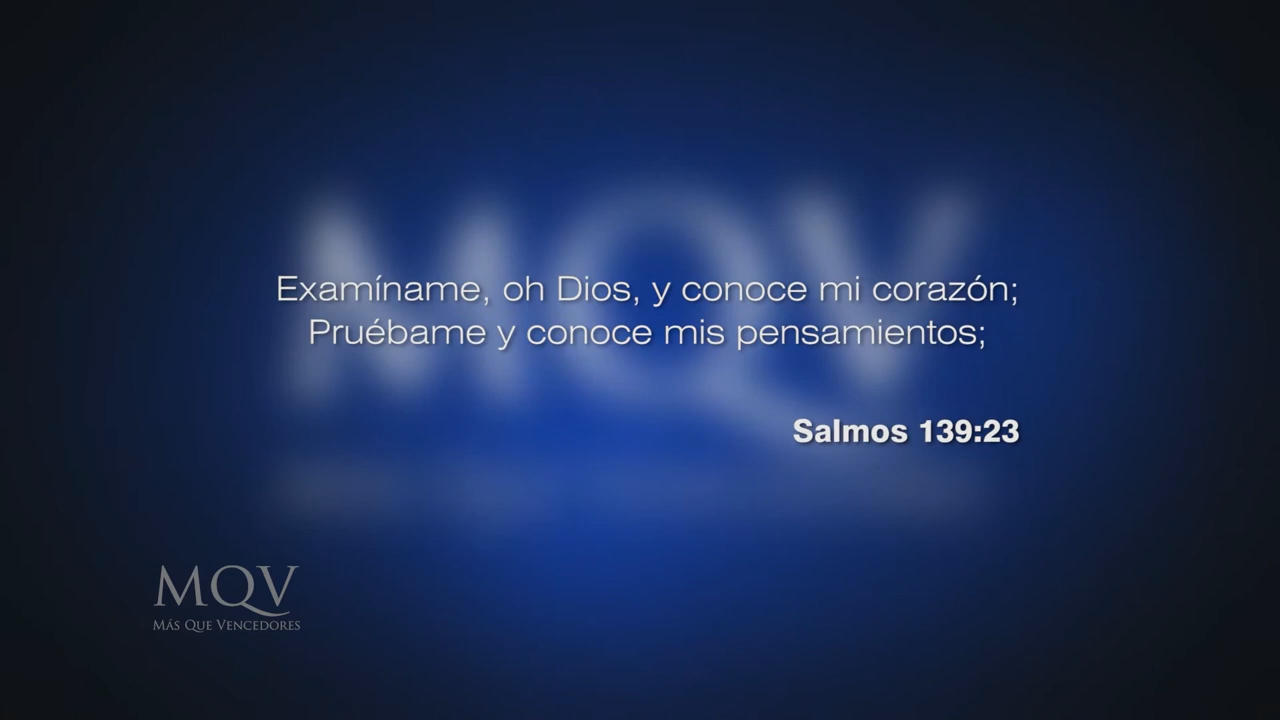 Examíname, oh Dios, y conoce mi corazón;
Pruébame y conoce mis pensamientos;
Salmos 139:23
MQV
MÁS QUE VENCEDORES